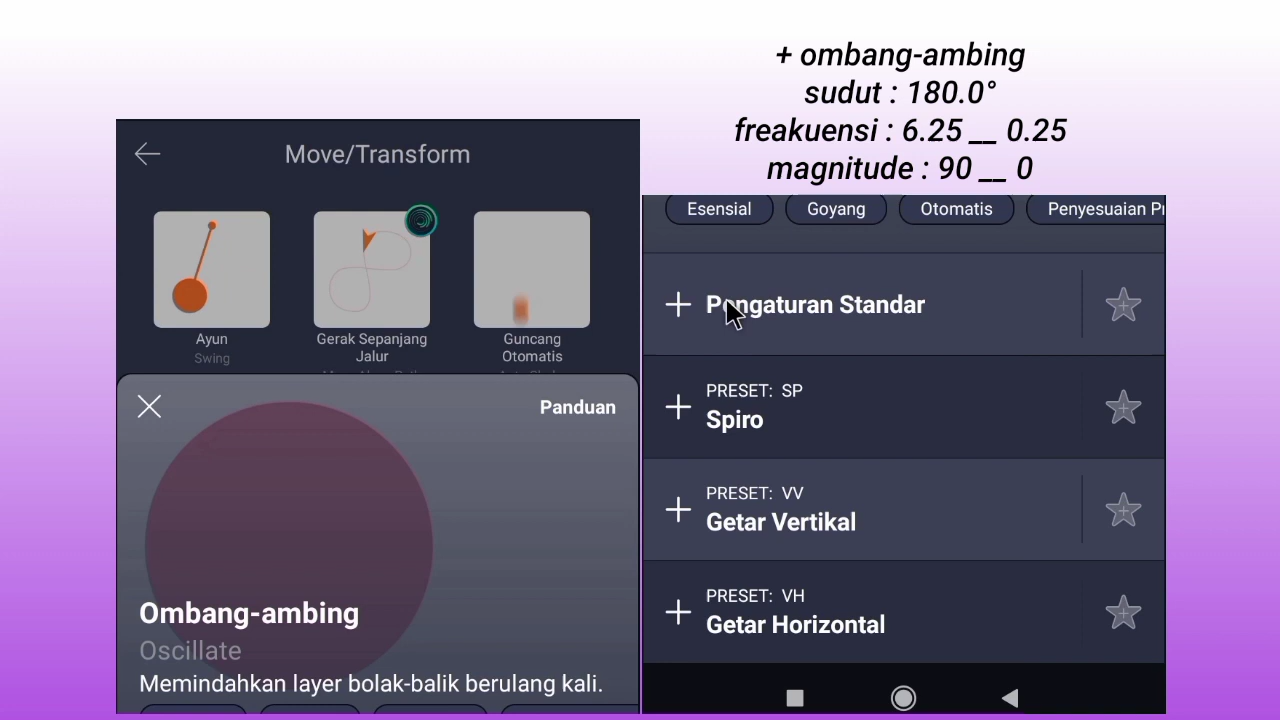 + ombang-ambing
sudut : 180.0°
freakuensi : 6.25 __ 0.25
magnitude : 90 __ 0
Move/Transform
Ayun
Swing
Gerak Sepanjang
Jalur
Guncang
Otomatis
Panduan
Ombang-ambing
Oscillate
Memindahkan layer bolak-balik berulang kali.
Esensial
Goyang
Otomatis
Penyesuaian
Pengaturan Standar
PRESET: SP
Spiro
PRESET: VV
Getar Vertikal
PRESET: VH
Getar Horizontal